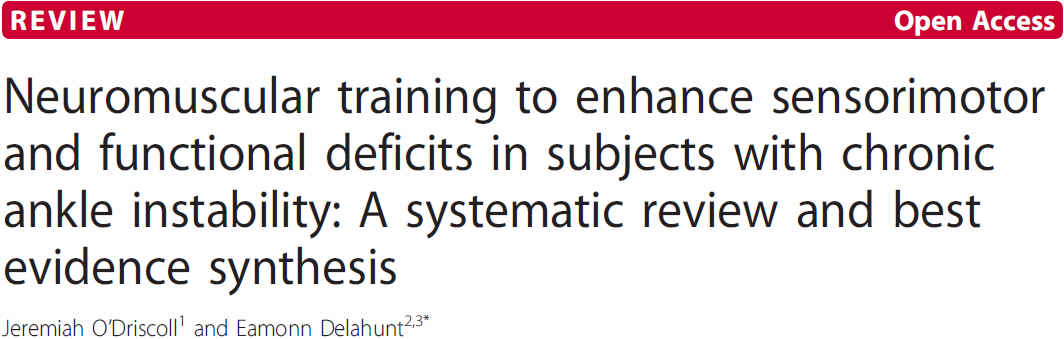 REVIEW Open Access
Neuromuscular training to enhance sensorimotor
and functional deficits in subjects with chronic
ankle instability: A systematic review and best
evidence synthesis
Jeremiah O’Driscoll1 and Eamonn Delahunt2,3*